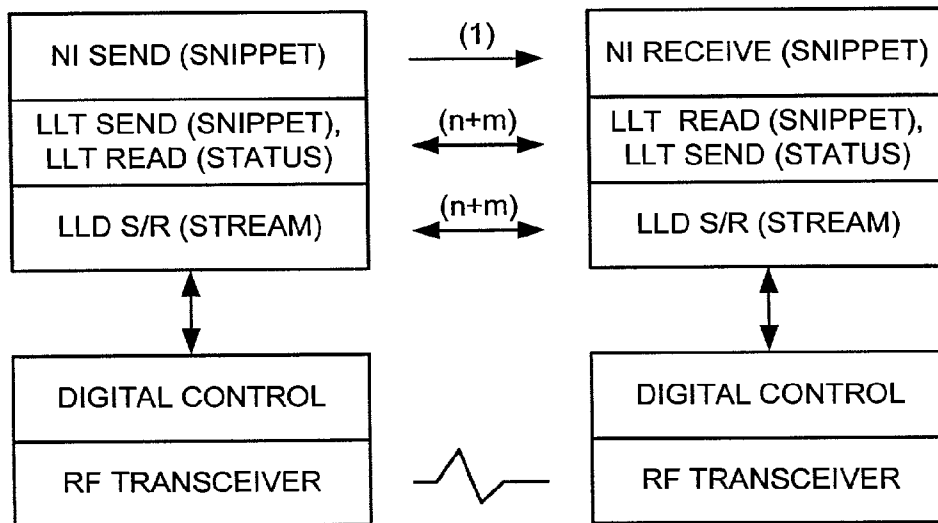 NI SEND (SNIPPET)
(1)
NI RECEIVE (SNIPPET)
LLT SEND (SNIPPET),
LLT READ (STATUS)
(n+m)
LLT READ (SNIPPET),
LLT SEND (STATUS)
LLD S/R (STREAM)
(n+m)
LLD S/R (STREAM)
DIGITAL CONTROL
DIGITAL CONTROL
RF TRANSCEIVER
RF TRANSCEIVER